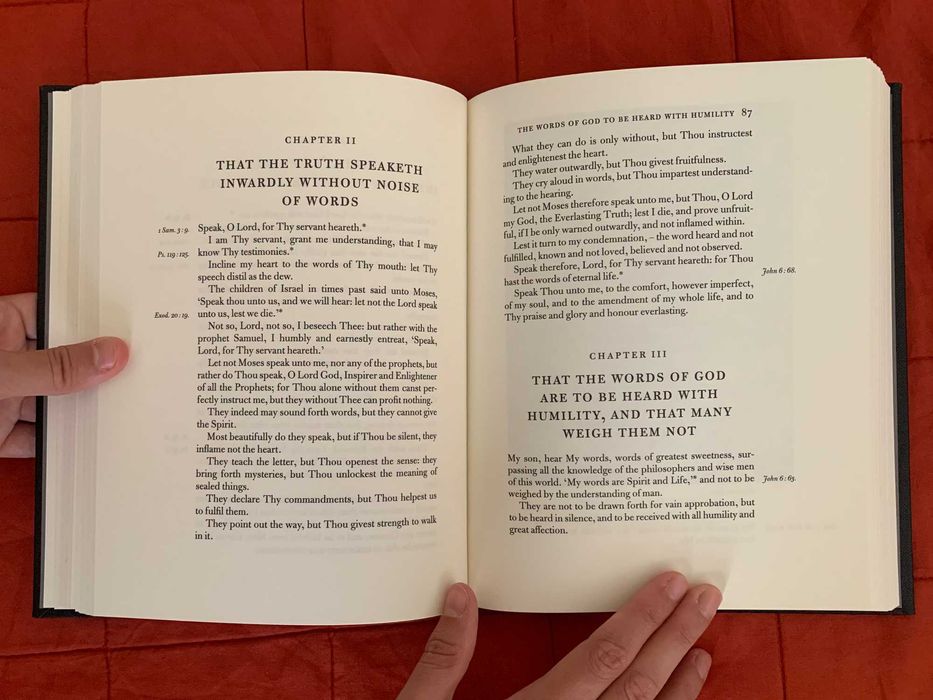 CHAPTER II
THAT THE TRUTH SPEAKETH
INWARDLY WITHOUT NOISE
OF WORDS
1 Sam. 3:9. Speak, O Lord, for Thy servant heareth.*
I am Thy servant, grant me understanding, that I may
Ps. 119:125. know Thy testimonies.*
Incline my heart to the words of Thy mouth: let Thy
speech distil as the dew.
The children of Israel in times past said unto Moses,
'Speak thou unto us, and we will hear: let not the Lord speak
Exod. 20:19. unto us, lest we die.'*
Not so, Lord, not so, I beseech Thee: but rather with the
prophet Samuel, I humbly and earnestly entreat, 'Speak,
Lord, for Thy servant heareth.'
Let not Moses speak unto me, nor any of the prophets, but
rather do Thou speak, O Lord God, Inspirer and Enlightener
of all the Prophets; for Thou alone without them canst per-
fectly instruct me, but they without Thee can profit nothing.
They indeed may sound forth words, but they cannot give
the Spirit.
Most beautifully do they speak, but if Thou be silent, they
inflame not the heart.
They teach the letter, but Thou openest the sense: they
bring forth mysteries, but Thou unlockest the meaning of
sealed things.
They declare Thy commandments, but Thou helpest us
to fulfil them.
They point out the way, but Thou givest strength to walk
in it.
THE WORDS OF GOD TO BE HEARD WITH HUMILITY 87
What they can do is only without, but Thou instructest
and enlightenest the heart.
They water outwardly, but Thou givest fruitfulness.
They cry aloud in words, but Thou impartest understand-
ing to the hearing.
Let not Moses therefore speak unto me, but Thou, O Lord
my God, the Everlasting Truth; lest I die, and prove unfruit-
ful, if I be only warned outwardly, and not inflamed within.
Lest it turn to my condemnation, – the word heard and not
fulfilled, known and not loved, believed and not observed.
Speak therefore, Lord, for Thy servant heareth: for Thou
hast the words of eternal life.* John 6:68.
Speak Thou unto me, to the comfort, however imperfect,
of my soul, and to the amendment of my whole life, and to
Thy praise and glory and honour everlasting.
CHAPTER III
THAT THE WORDS OF GOD
ARE TO BE HEARD WITH
HUMILITY, AND THAT MANY
WEIGH THEM NOT
My son, hear My words, words of greatest sweetness, sur-
passing all the knowledge of the philosophers and wise men
of this world. 'My words are Spirit and Life,'* and not to be John 6:63.
weighed by the understanding of man.
They are not to be drawn forth for vain approbation, but
to be heard in silence, and to be received with all humility and
great affection.